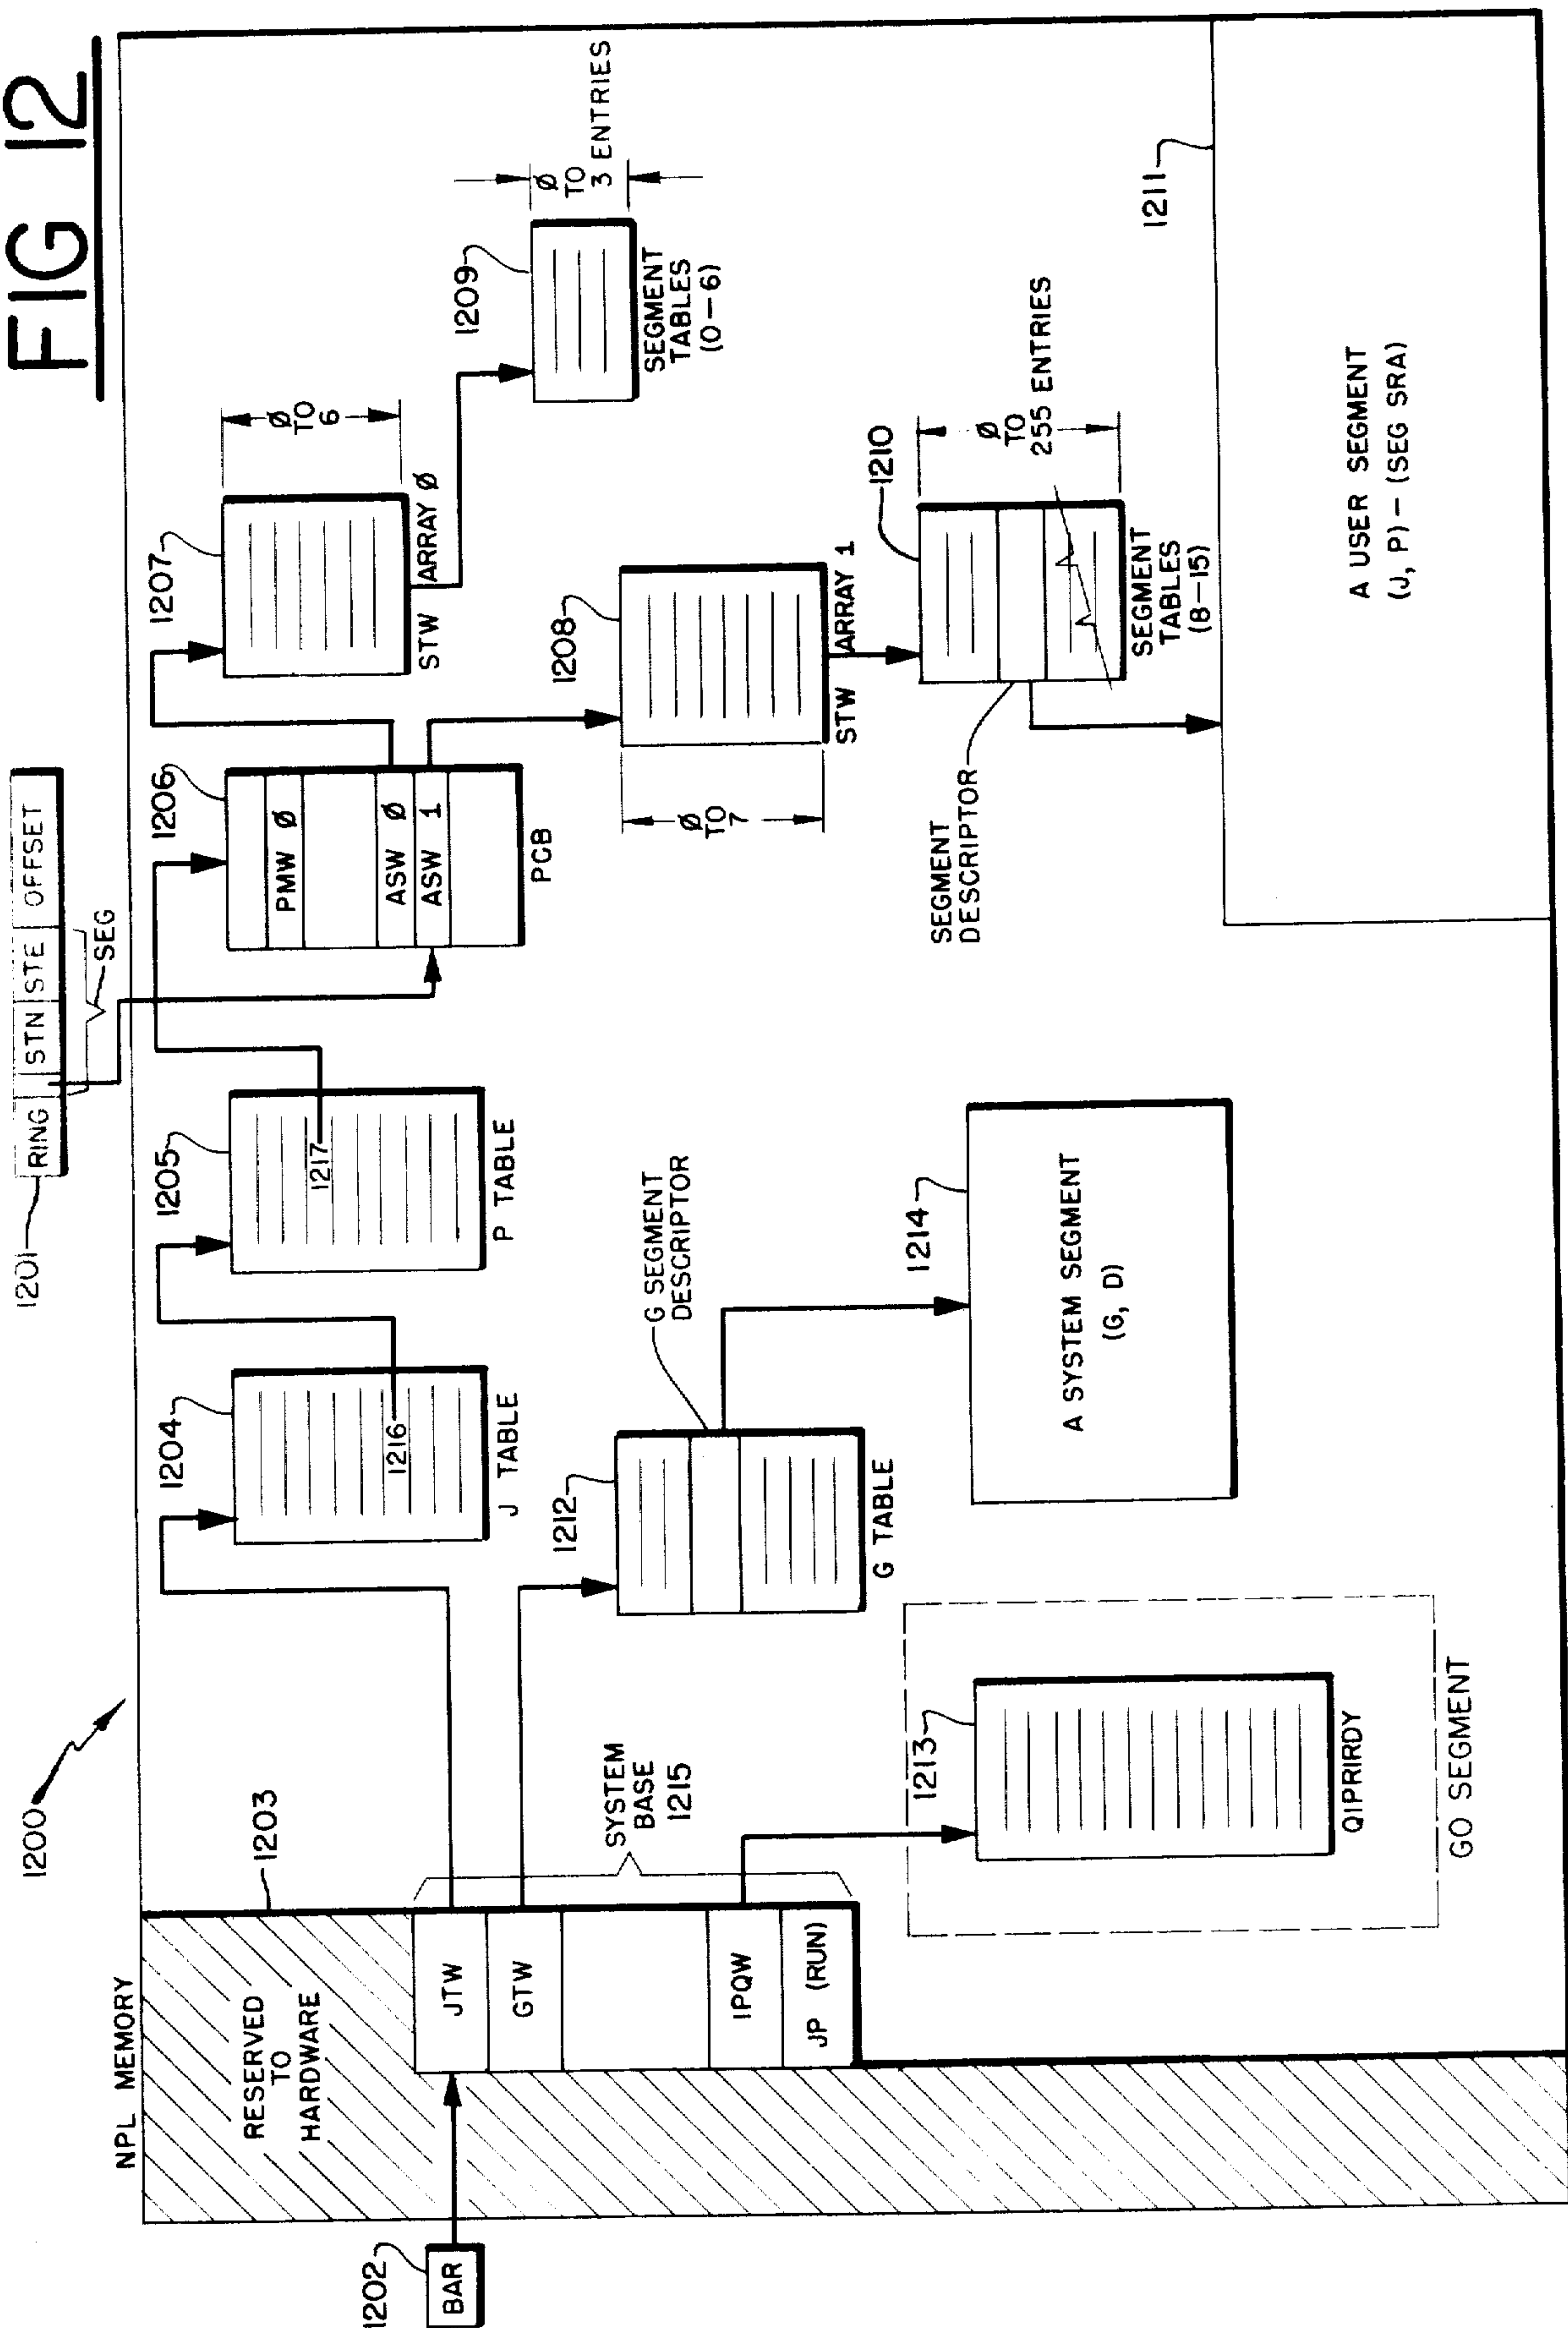 FIG 12
1201
RING
STN
STE
OFFSET
SEG
1200
NPL MEMORY
1203
RESERVED
TO
HARDWARE
1202
BAR
JTW
GTW
IPQW
JP (RUN)
SYSTEM
BASE
1215
1204
1216
J TABLE
1205
1217
P TABLE
1206
PMW Ø
ASW Ø
ASW 1
PCB
1207
Ø
TO
6
STW ARRAY Ø
1209
Ø
TO
3 ENTRIES
SEGMENT
TABLES
(0-6)
1208
Ø
TO
7
STW ARRAY 1
1210
Ø
TO
255 ENTRIES
SEGMENT
TABLES
(8-15)
SEGMENT
DESCRIPTOR
1212
G TABLE
G SEGMENT
DESCRIPTOR
1213
QIPRIRDY
GO SEGMENT
1214
A SYSTEM SEGMENT
(G, D)
1211
A USER SEGMENT
(J, P) - (SEG SRA)